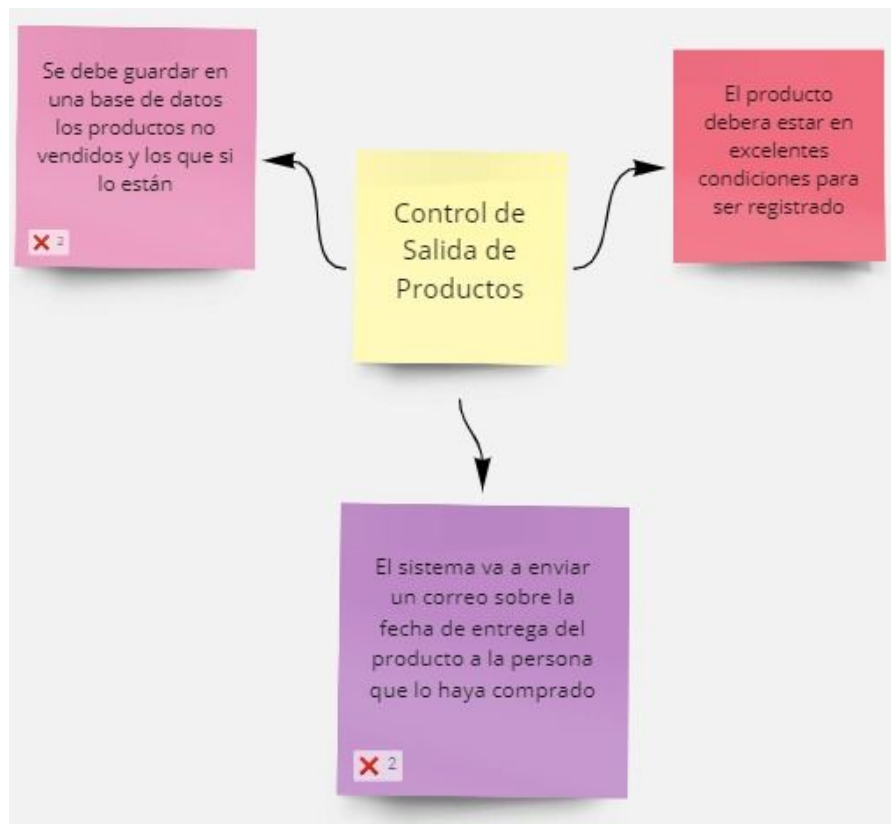 Se debe guardar en
una base de datos
los productos no
vendidos y los que si
lo están
❌ 2
El producto
debera estar en
excelentes
condiciones para
ser registrado
Control de
Salida de
Productos
El sistema va a enviar
un correo sobre la
fecha de entrega del
producto a la persona
que lo haya comprado
❌ 2